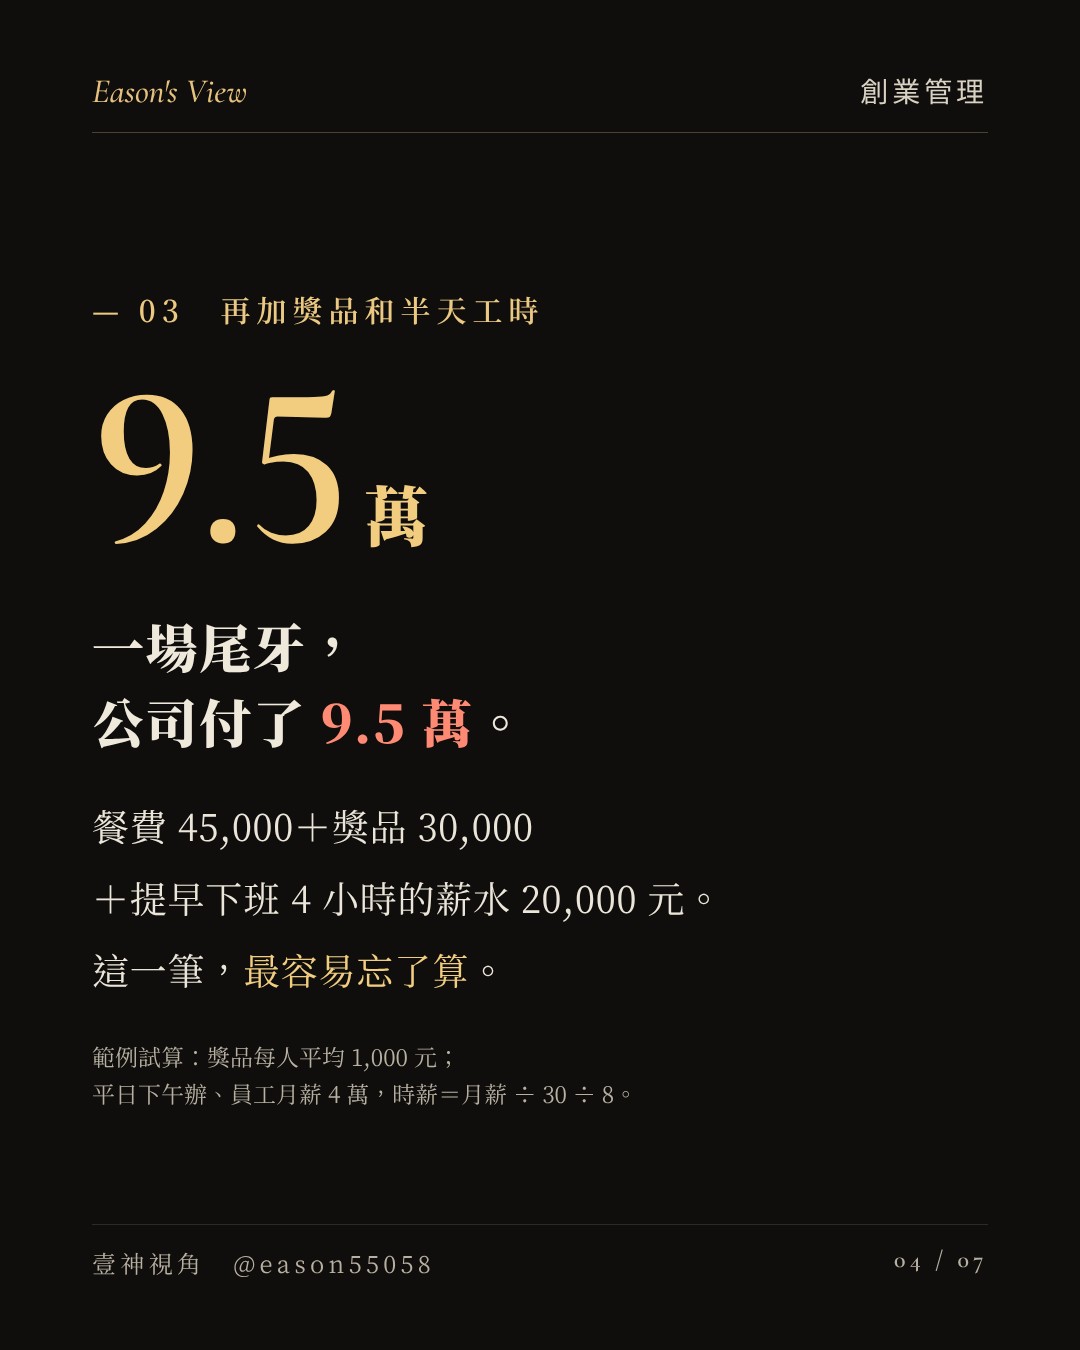 Eason's View
創業管理
— 03 再加獎品和半天工時
9.5 萬
一場尾牙，
公司付了 9.5 萬。
餐費 45,000＋獎品 30,000
＋提早下班 4 小時的薪水 20,000 元。
這一筆，最容易忘了算。
範例試算：獎品每人平均 1,000 元；
平日下午辦、員工月薪 4 萬，時薪＝月薪 ÷ 30 ÷ 8。
壹神視角 @eason55058
04 / 07